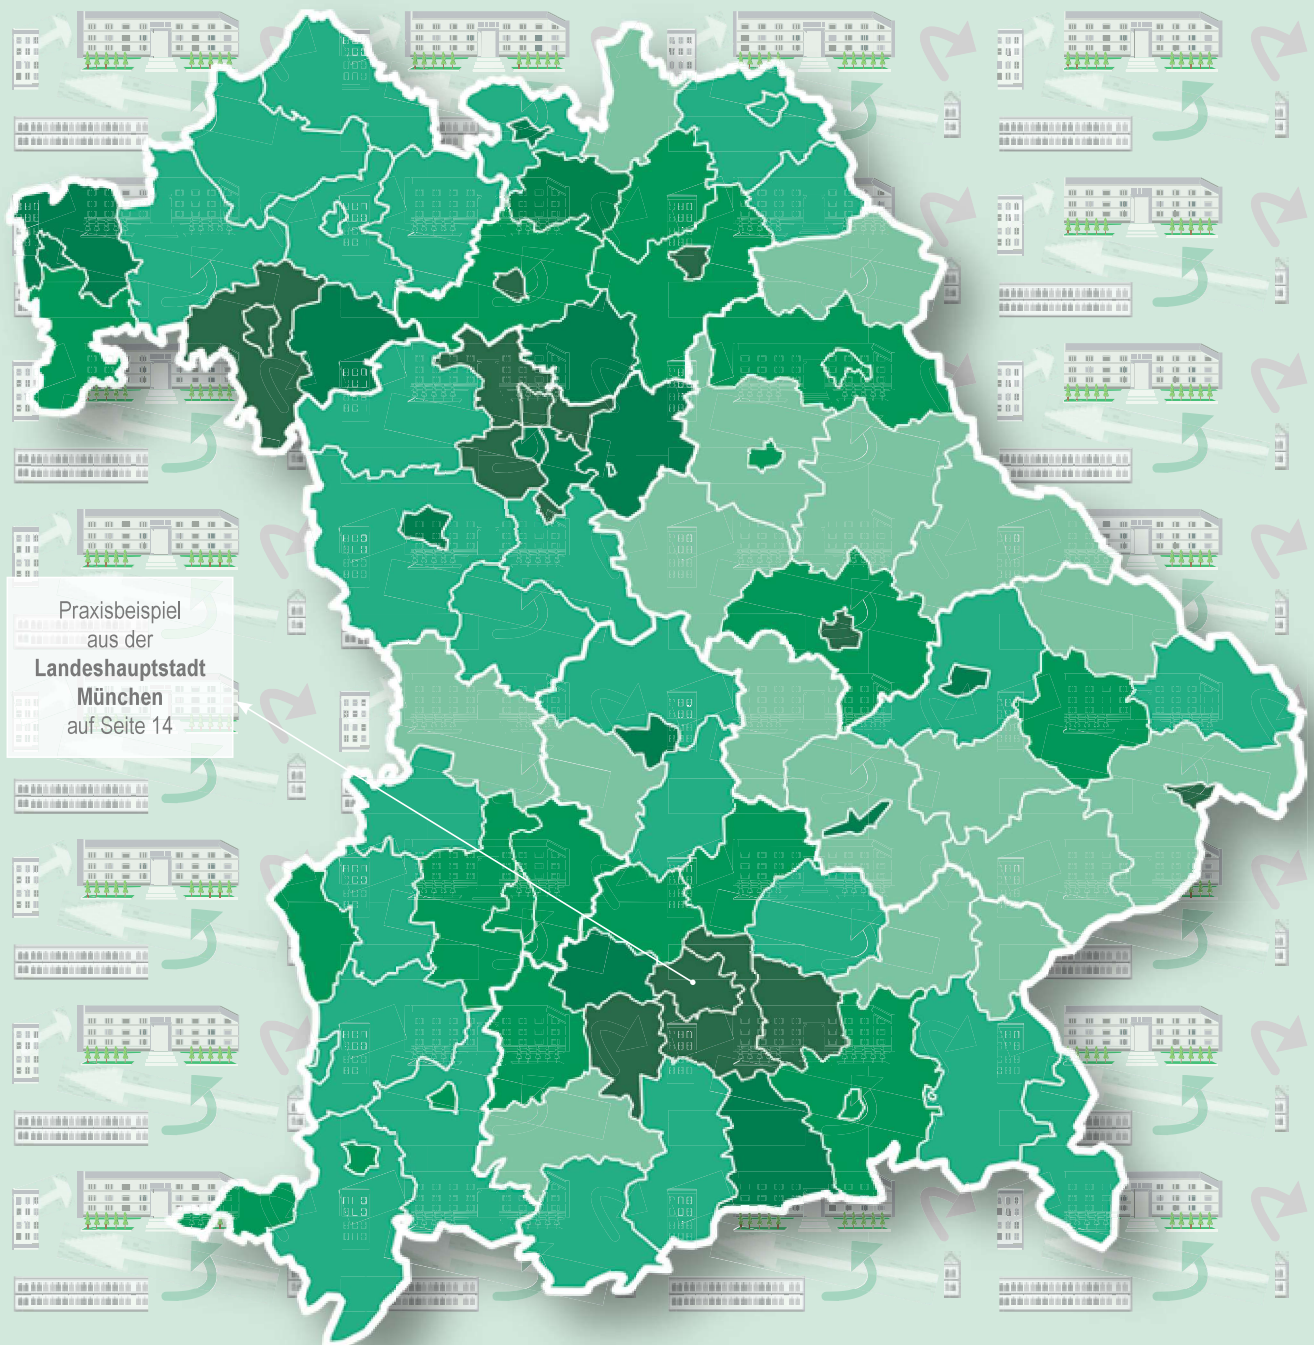 Praxisbeispiel
aus der
Landeshauptstadt
München
auf Seite 14